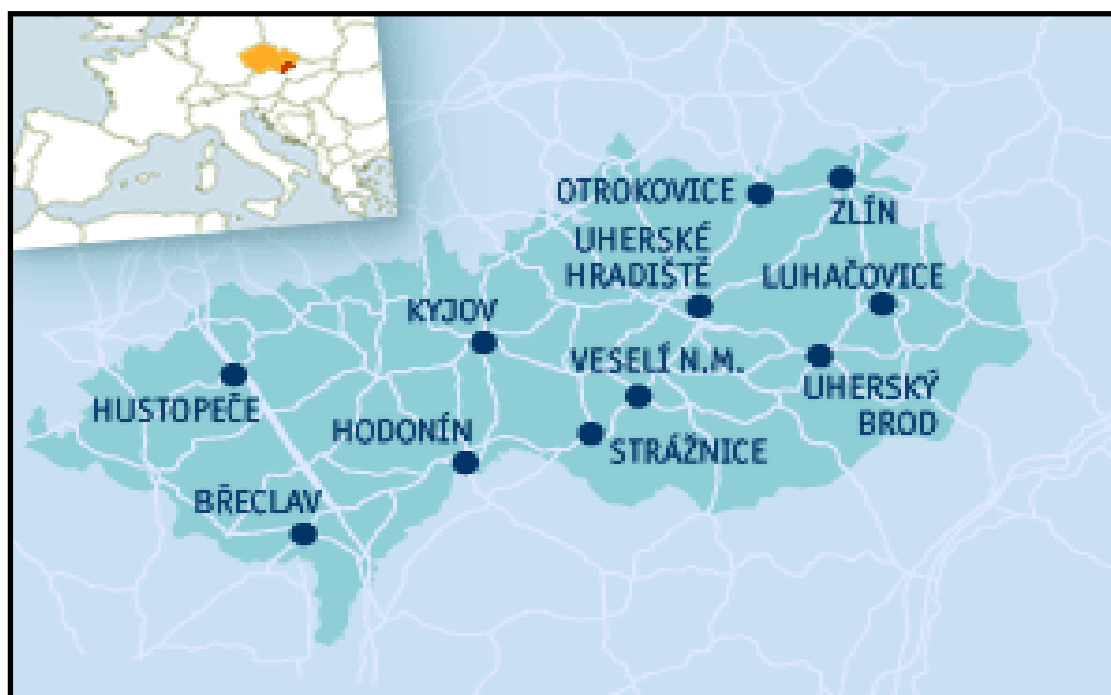 OTROKOVICE
ZLÍN
UHERSKÉ
HRADIŠTĚ
LUHAČOVICE
KYJOV
VESELÍ N.M.
HUSTOPEČE
UHERSKÝ
BROD
HODONÍN
STRÁŽNICE
BŘECLAV